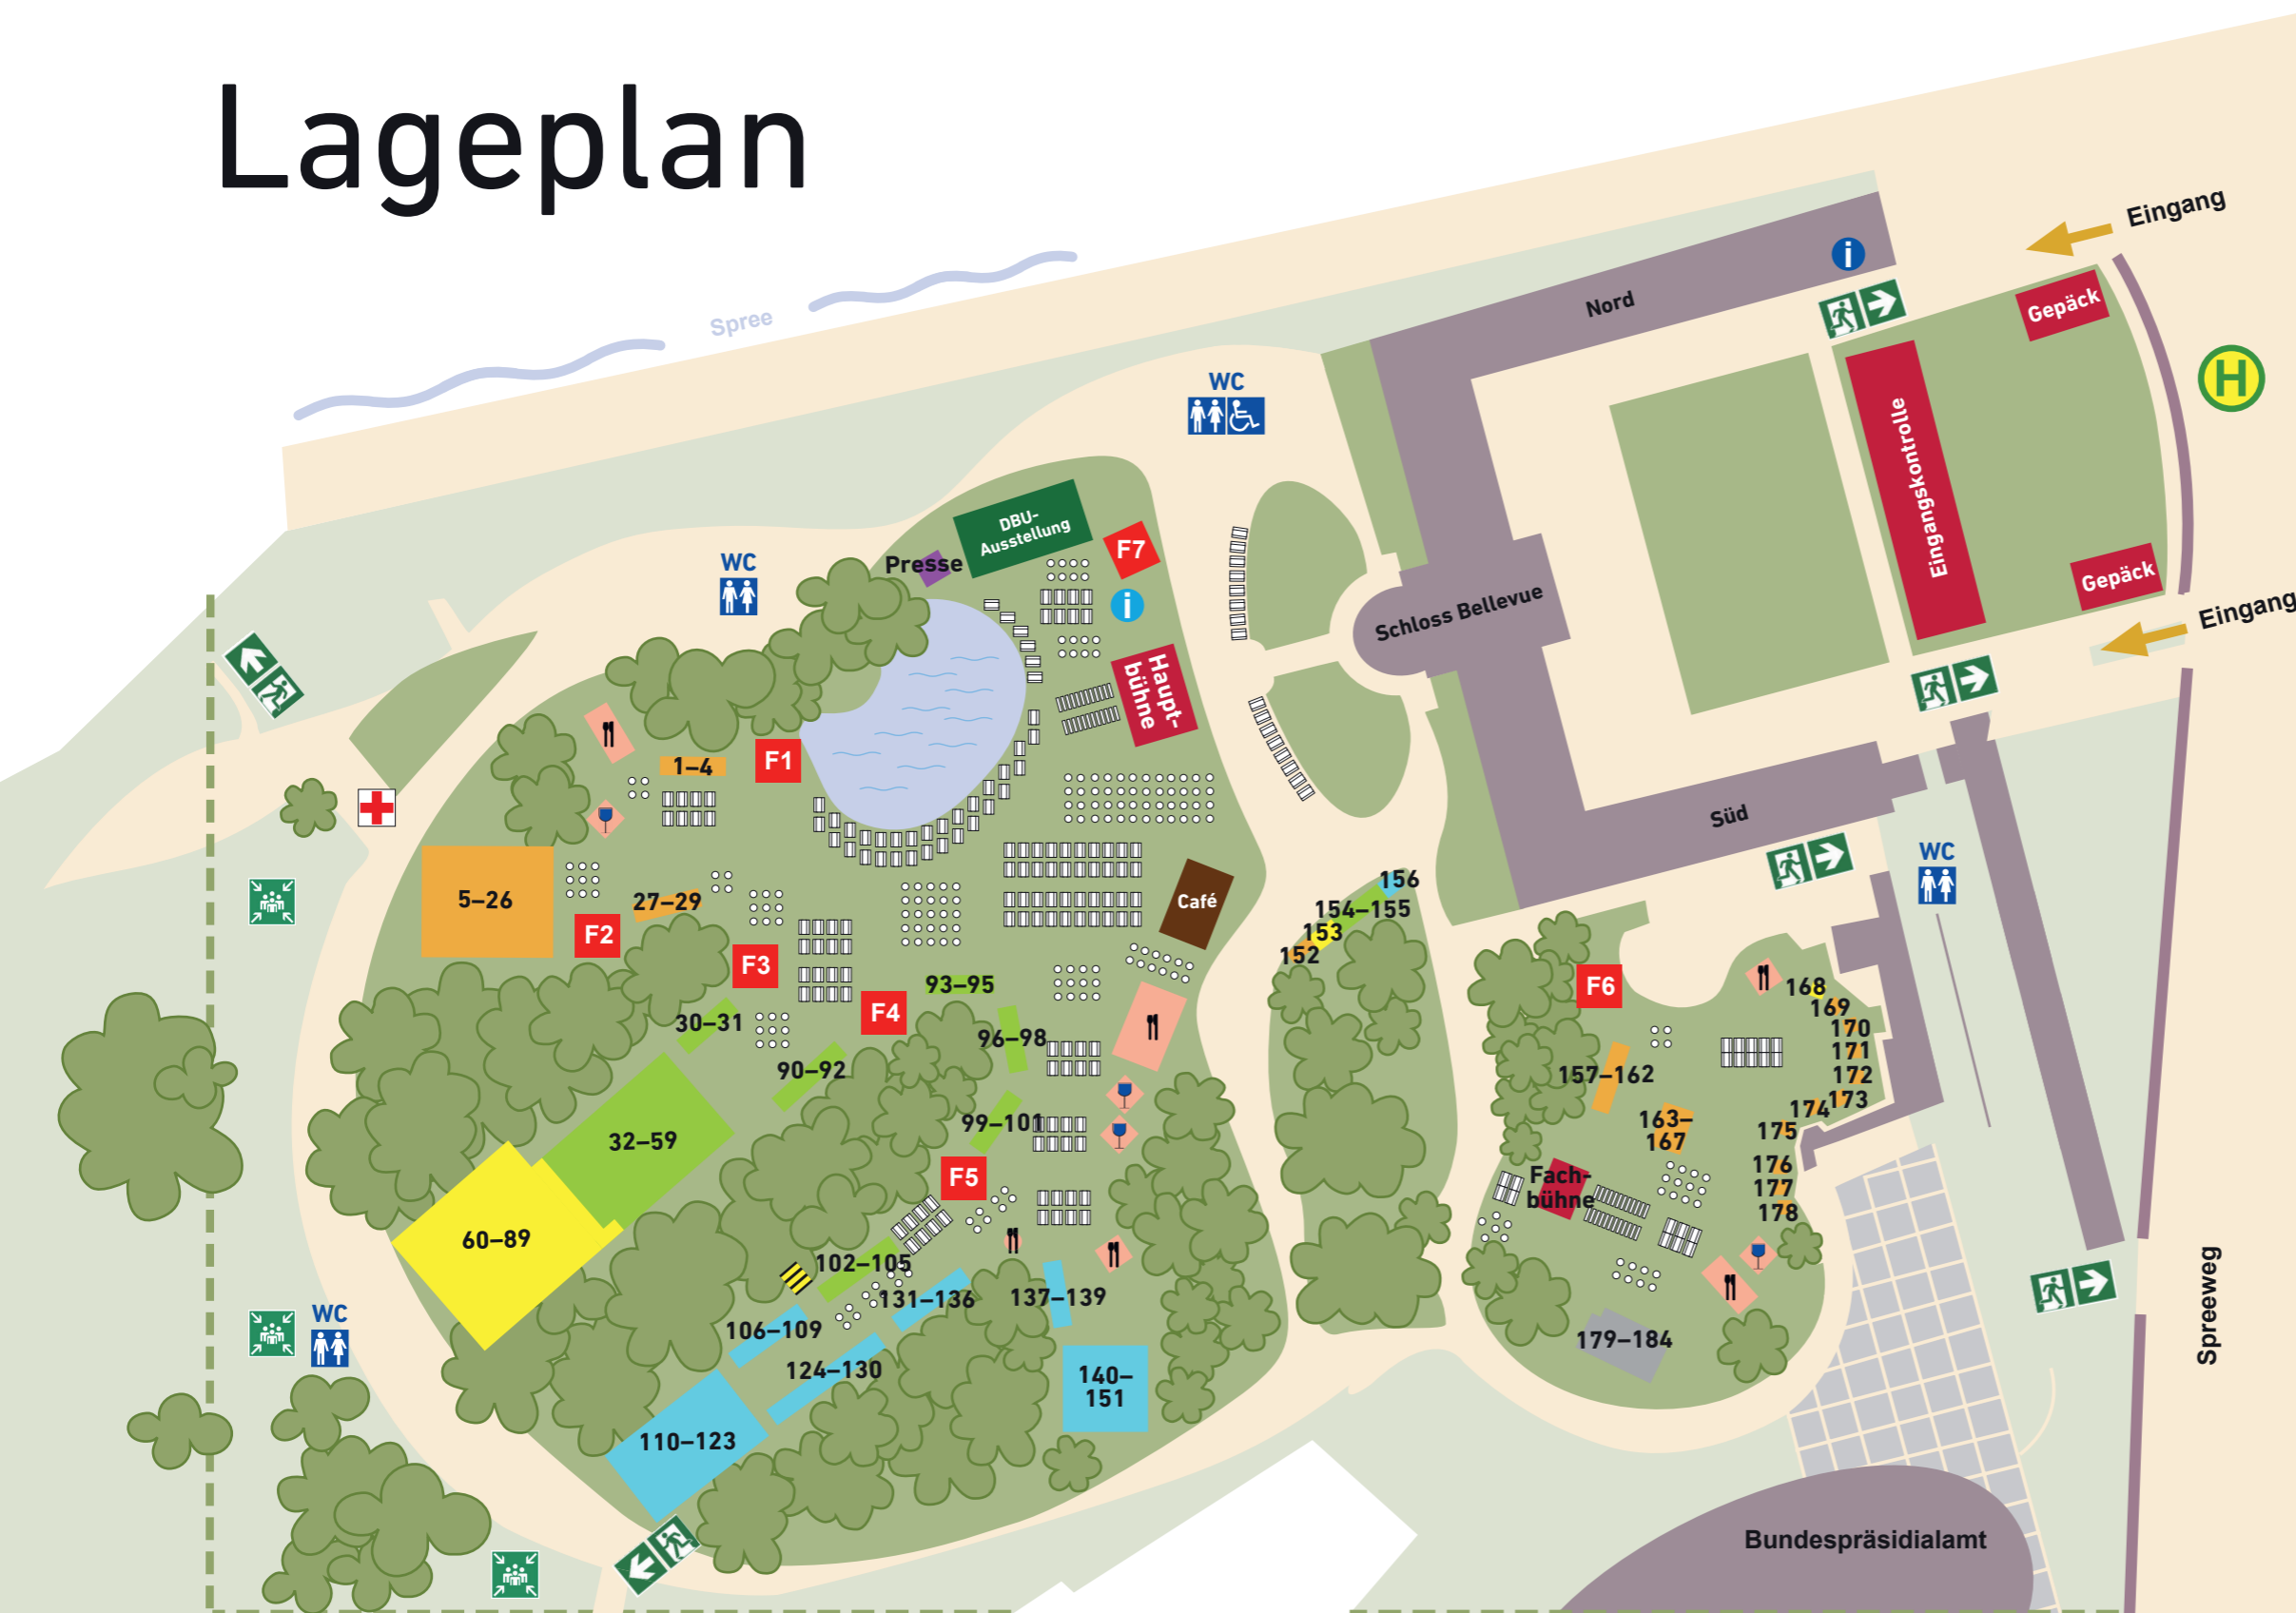 Lageplan
Eingang
Nord
i
Gepäck
Spree
WC
H
Eingangskontrolle
DBU-
Ausstellung
F7
Presse
WC
i
Gepäck
Eingang
Schloss Bellevue
Haupt-
bühne
1–4
F1
Süd
WC
5–26
27–29
F2
F3
Café
156
154–155
153
152
93–95
F4
30–31
96–98
90–92
99–101
32–59
F5
60–89
F6
168
169
170
171
172
173
174
175
176
177
178
157–162
163–
167
Fach-
bühne
102–105
131–136
137–139
106–109
124–130
140–
151
110–123
179–184
WC
Spreeweg
Bundespräsidialamt